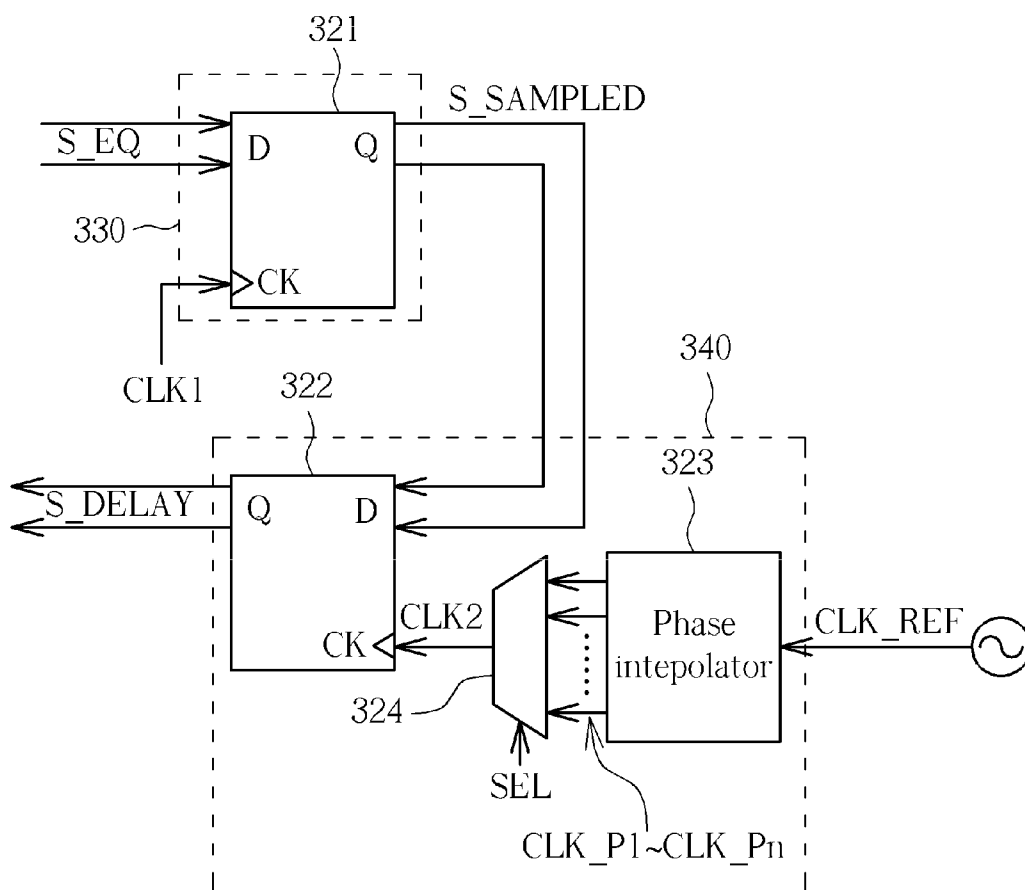 321
S_SAMPLED
S_EQ
D
Q
330
CK
CLK1
322
340
323
S_DELAY
Q
D
CLK2
CK
Phase
intepolator
CLK_REF
324
SEL
CLK_P1~CLK_Pn